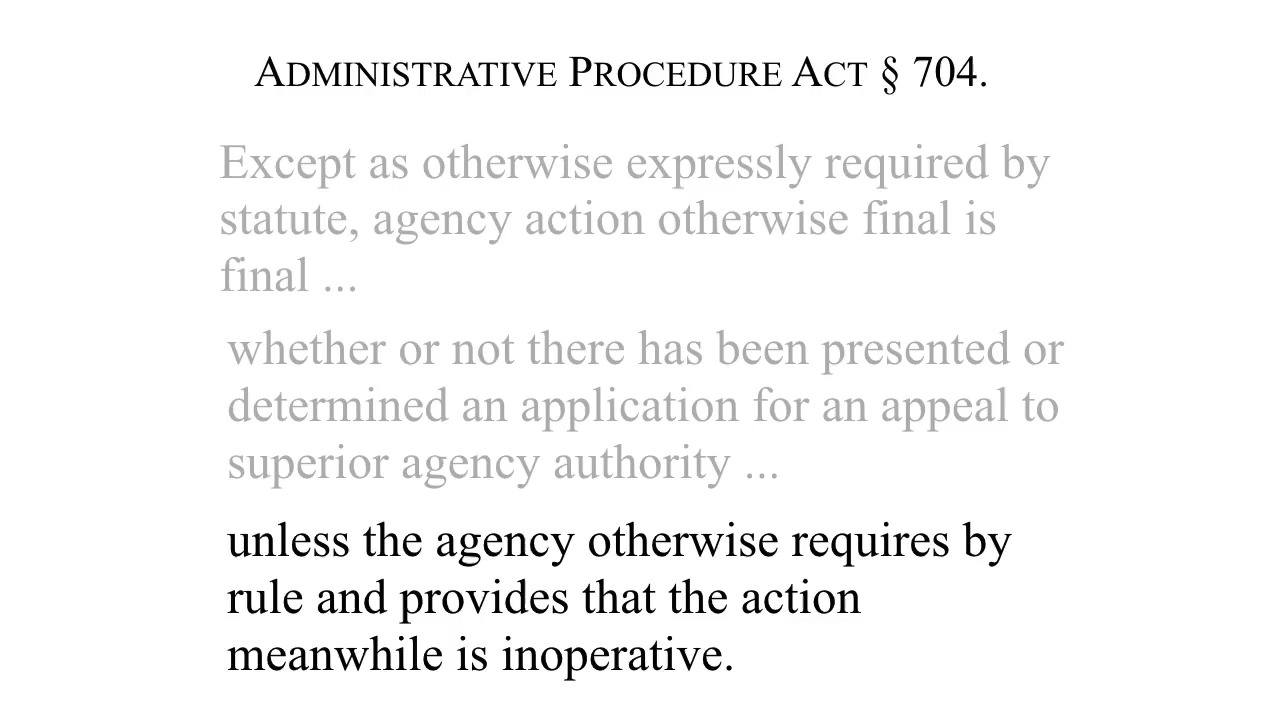 ADMINISTRATIVE PROCEDURE ACT § 704.
Except as otherwise expressly required by
statute, agency action otherwise final is
final ...
whether or not there has been presented or
determined an application for an appeal to
superior agency authority ...
unless the agency otherwise requires by
rule and provides that the action
meanwhile is inoperative.